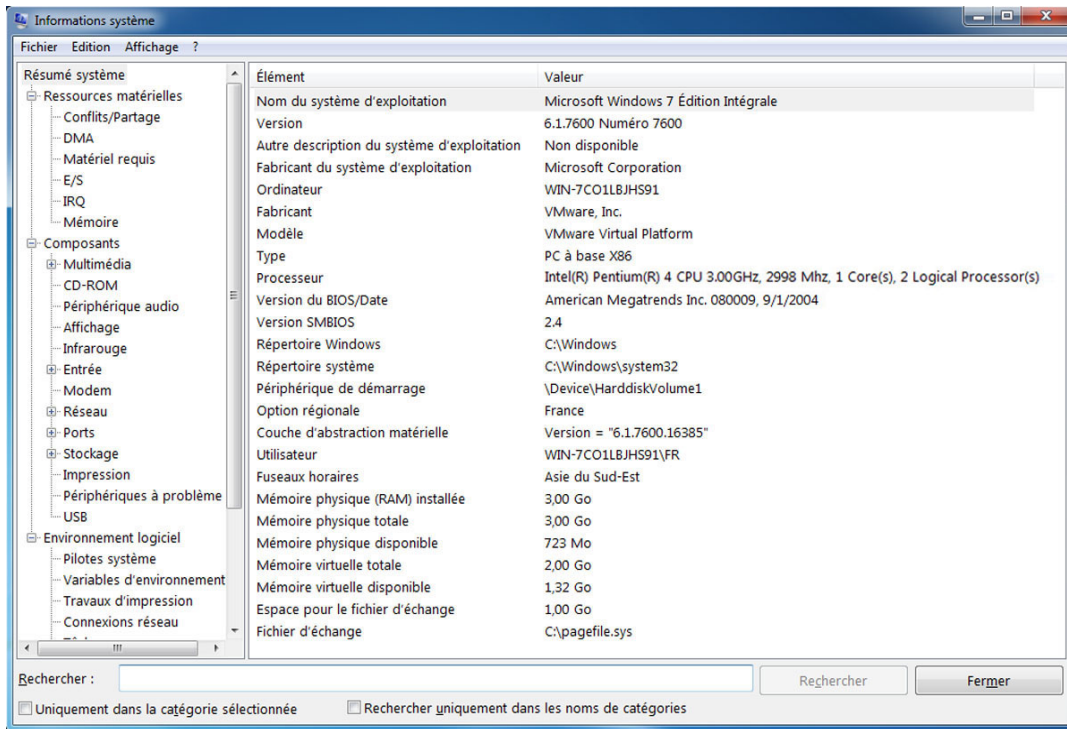 Informations système
Fichier Edition Affichage ?
Résumé système
Ressources matérielles
Conflits/Partage
DMA
Matériel requis
E/S
IRQ
Mémoire
Composants
Multimédia
CD-ROM
Périphérique audio
Affichage
Infrarouge
Entrée
Modem
Réseau
Ports
Stockage
Impression
Périphériques à problème
USB
Environnement logiciel
Pilotes système
Variables d'environnement
Travaux d'impression
Connexions réseau
Élément Valeur
Nom du système d'exploitation Microsoft Windows 7 Édition Intégrale
Version 6.1.7600 Numéro 7600
Autre description du système d'exploitation Non disponible
Fabricant du système d'exploitation Microsoft Corporation
Ordinateur WIN-7CO1LBJHS91
Fabricant VMware, Inc.
Modèle VMware Virtual Platform
Type PC à base X86
Processeur Intel(R) Pentium(R) 4 CPU 3.00GHz, 2998 Mhz, 1 Core(s), 2 Logical Processor(s)
Version du BIOS/Date American Megatrends Inc. 080009, 9/1/2004
Version SMBIOS 2.4
Répertoire Windows C:\Windows
Répertoire système C:\Windows\system32
Périphérique de démarrage \Device\HarddiskVolume1
Option régionale France
Couche d'abstraction matérielle Version = "6.1.7600.16385"
Utilisateur WIN-7CO1LBJHS91\FR
Fuseaux horaires Asie du Sud-Est
Mémoire physique (RAM) installée 3,00 Go
Mémoire physique totale 3,00 Go
Mémoire physique disponible 723 Mo
Mémoire virtuelle totale 2,00 Go
Mémoire virtuelle disponible 1,32 Go
Espace pour le fichier d'échange 1,00 Go
Fichier d'échange C:\pagefile.sys
Rechercher : Rechercher Fermer
Uniquement dans la catégorie sélectionnée Rechercher uniquement dans les noms de catégories